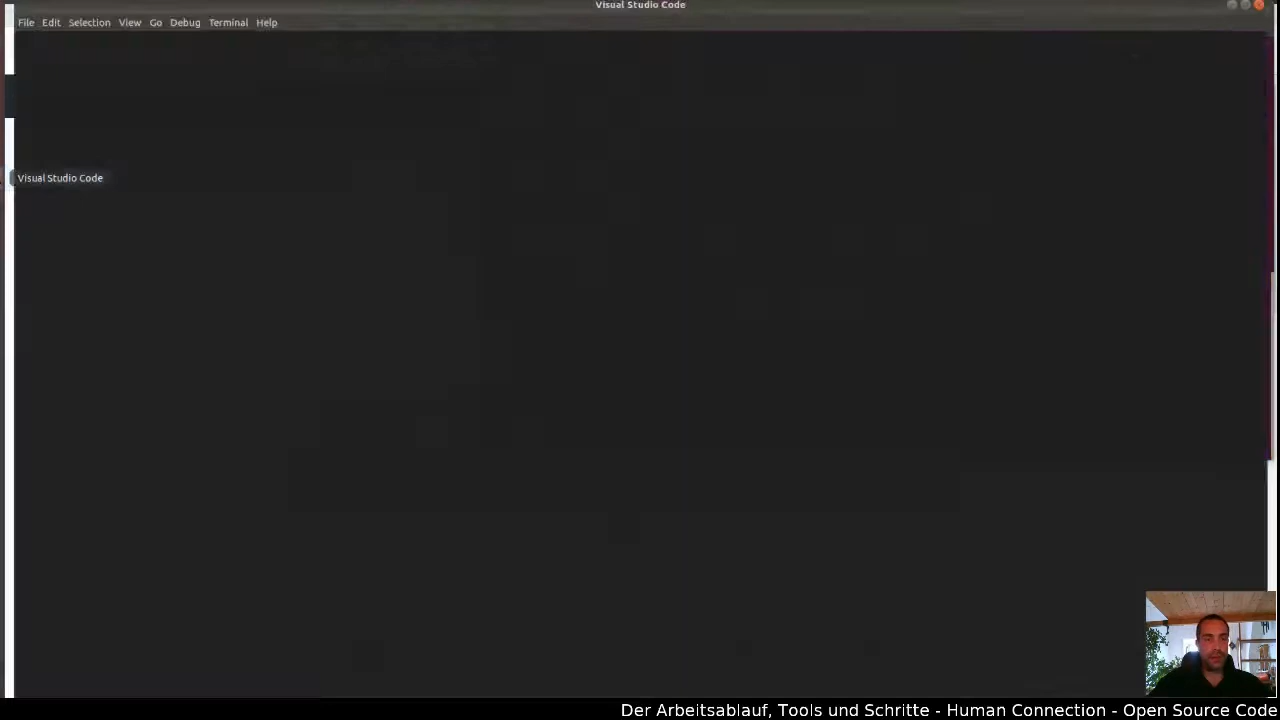 Visual Studio Code
File Edit Selection View Go Debug Terminal Help
Visual Studio Code
Der Arbeitsablauf, Tools und Schritte - Human Connection - Open Source Code